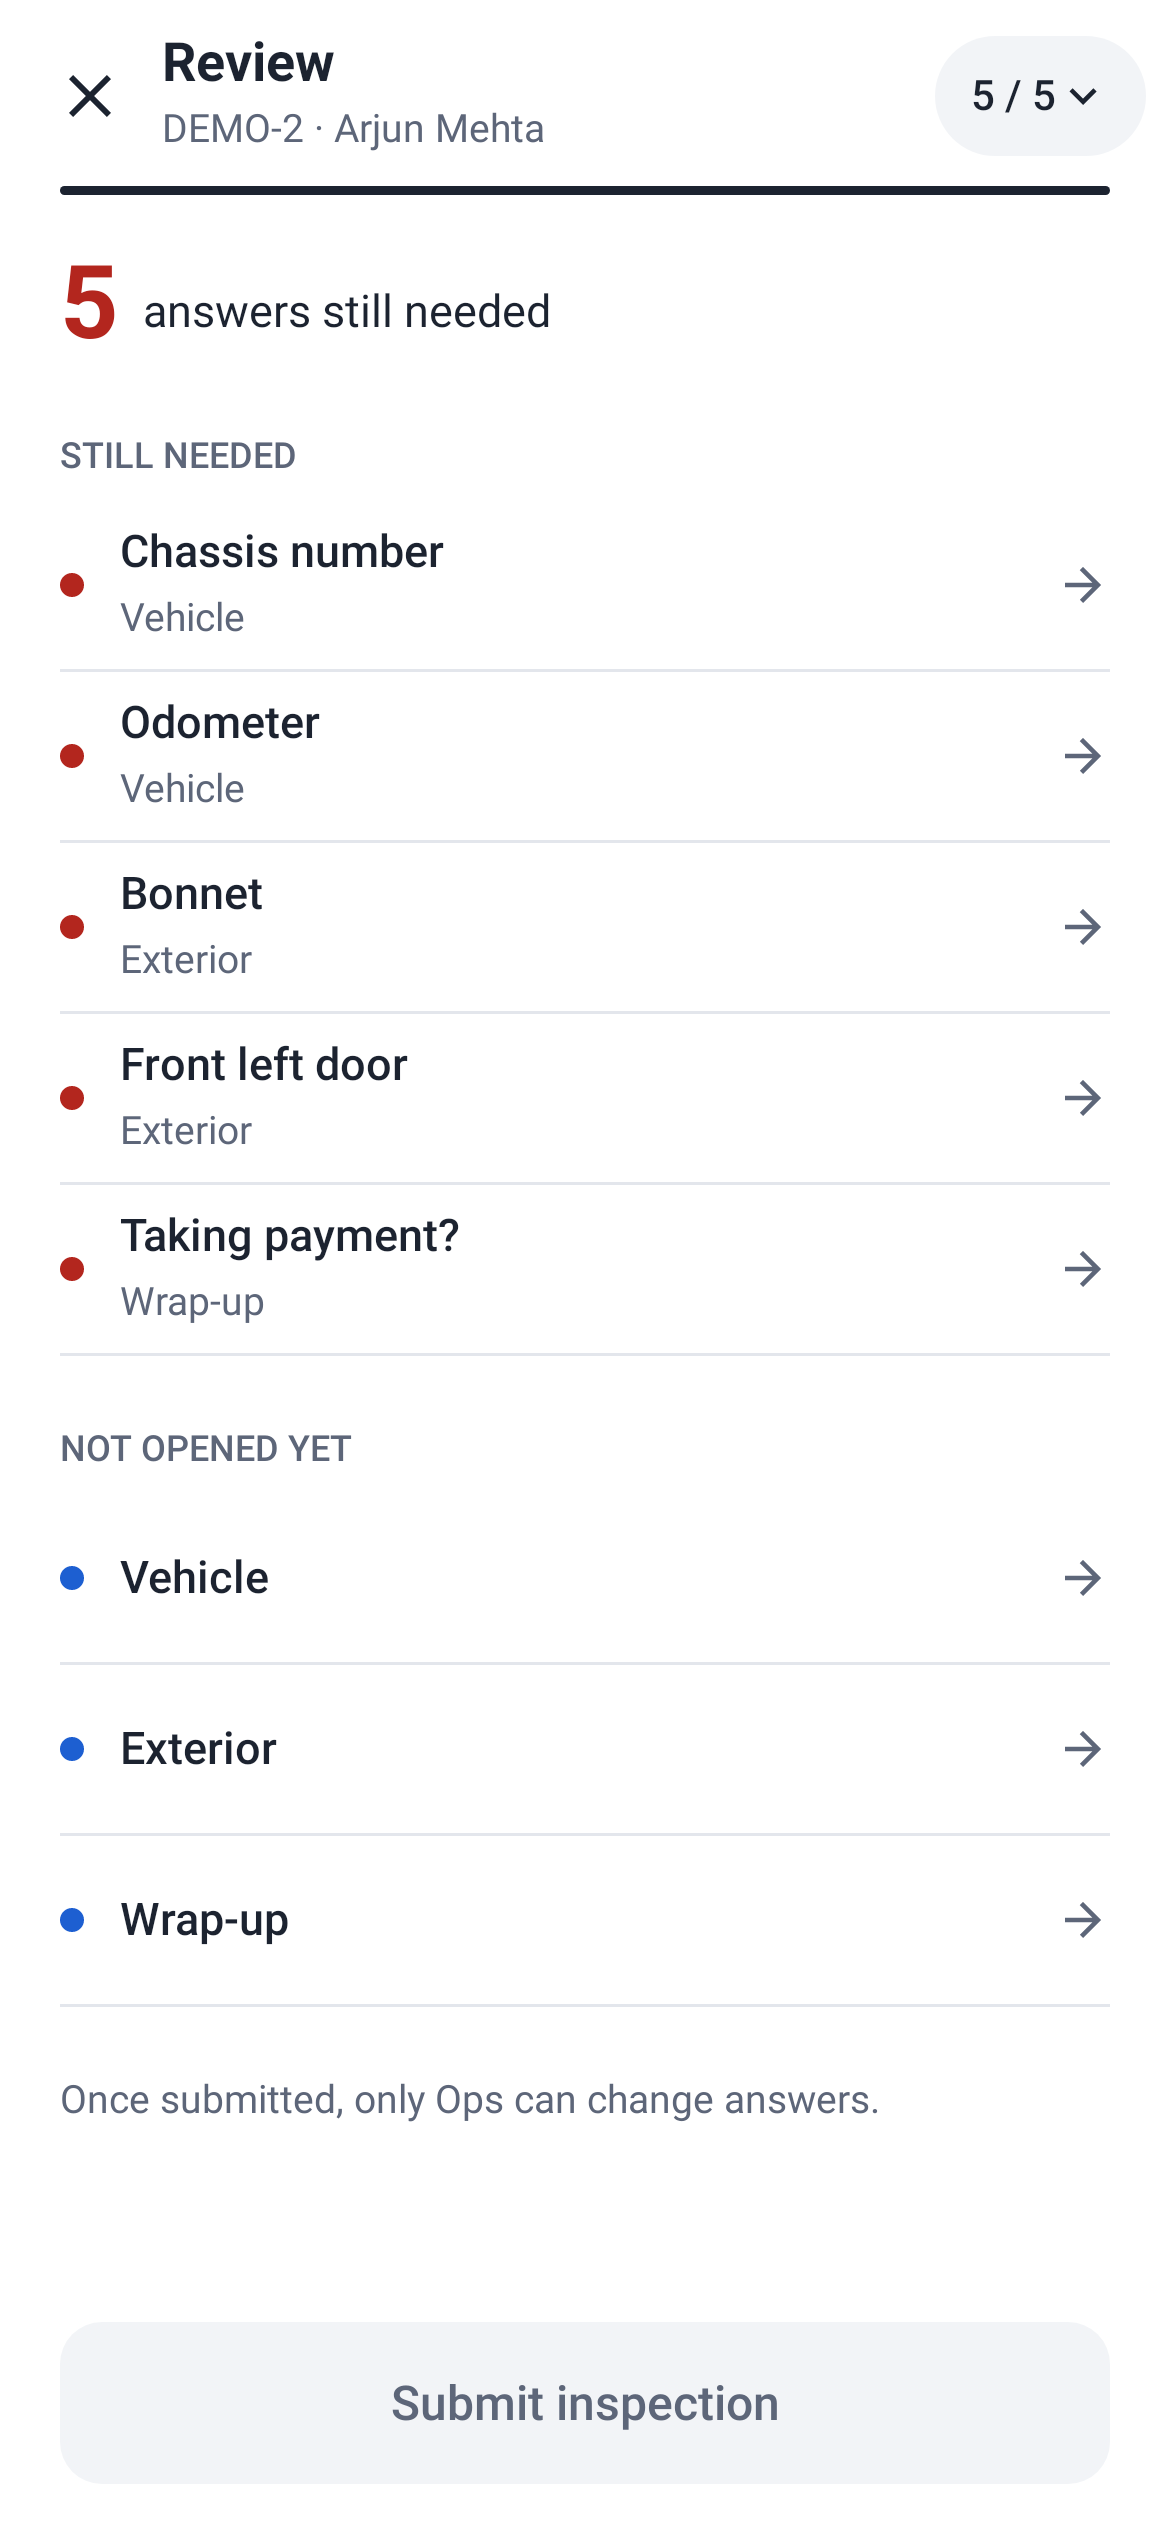 Review
DEMO-2 · Arjun Mehta
5 / 5
5 answers still needed
STILL NEEDED
Chassis number
Vehicle
Odometer
Vehicle
Bonnet
Exterior
Front left door
Exterior
Taking payment?
Wrap-up
NOT OPENED YET
Vehicle
Exterior
Wrap-up
Once submitted, only Ops can change answers.
Submit inspection